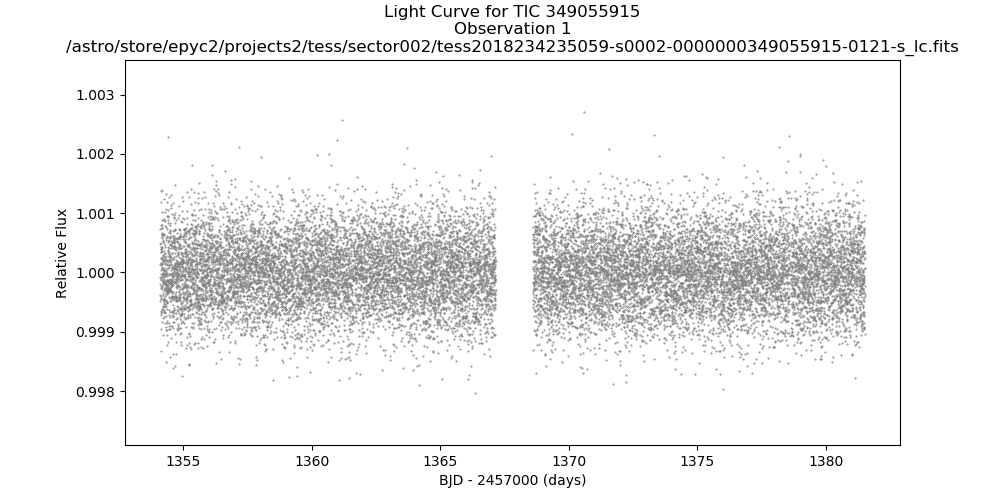 Light Curve for TIC 349055915
Observation 1
/astro/store/epyc2/projects2/tess/sector002/tess2018234235059-s0002-0000000349055915-0121-s_lc.fits
1.003
1.002
1.001
1.000
0.999
0.998
Relative Flux
1355
1360
1365
1370
1375
1380
BJD - 2457000 (days)